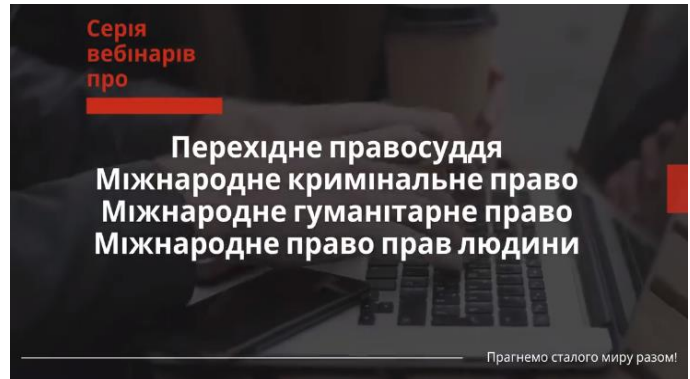 Серія
вебінарів
про
Перехідне правосуддя
Міжнародне кримінальне право
Міжнародне гуманітарне право
Міжнародне право прав людини
Прагнемо сталого миру разом!